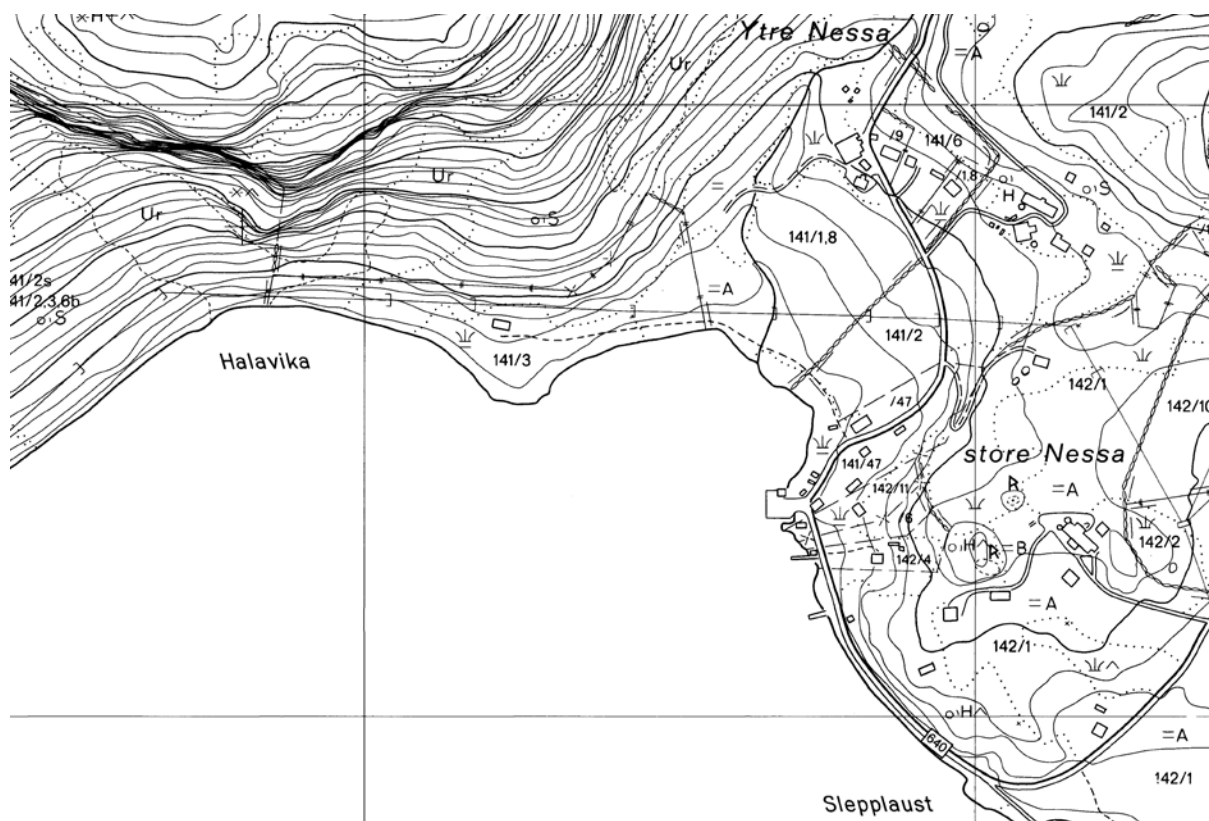 H
Ytre Nessa
=A
Ur
141/2
/9
141/6
/1,8
Ur
H
S
Ur
S
141/1,8
41/2s
41/2,3,6b
S
=A
141/2
Halavika
141/3
142/1
/47
142/10
store Nessa
141/47
R
=A
142/11
/6
H
R
=B
142/2
142/4
=A
142/1
H
640
=A
142/1
Slepplaust